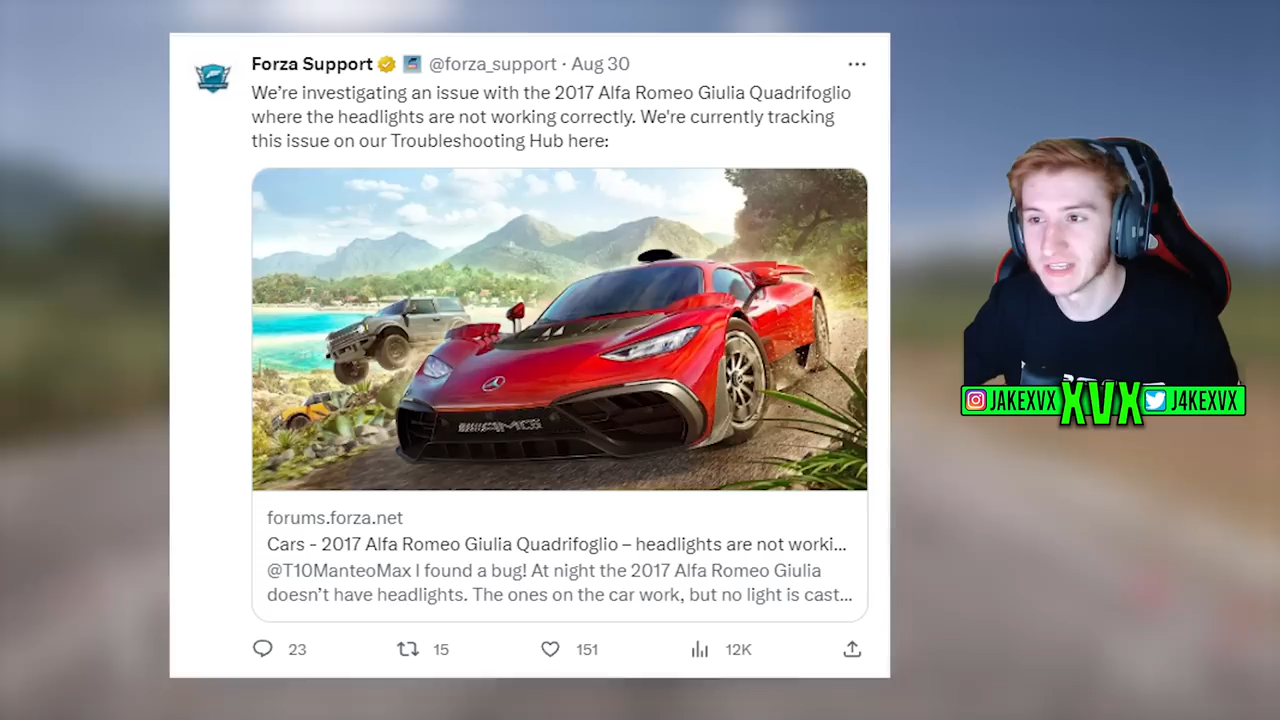 Forza Support @forza_support · Aug 30
We're investigating an issue with the 2017 Alfa Romeo Giulia Quadrifoglio
where the headlights are not working correctly. We're currently tracking
this issue on our Troubleshooting Hub here:
AMG
forums.forza.net
Cars - 2017 Alfa Romeo Giulia Quadrifoglio – headlights are not worki...
@T10ManteoMax I found a bug! At night the 2017 Alfa Romeo Giulia
doesn't have headlights. The ones on the car work, but no light is cast...
23 15 151 12K
JAKEXVX XVX J4KEXVX